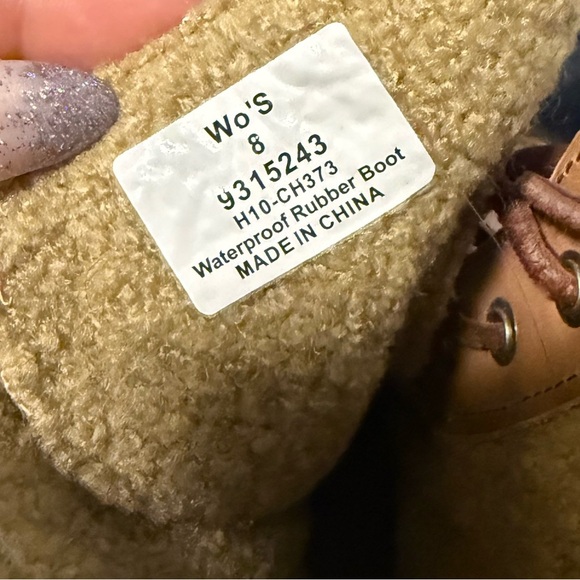 Wo'S
8
9315243
H10-CH373
Waterproof Rubber Boot
MADE IN CHINA